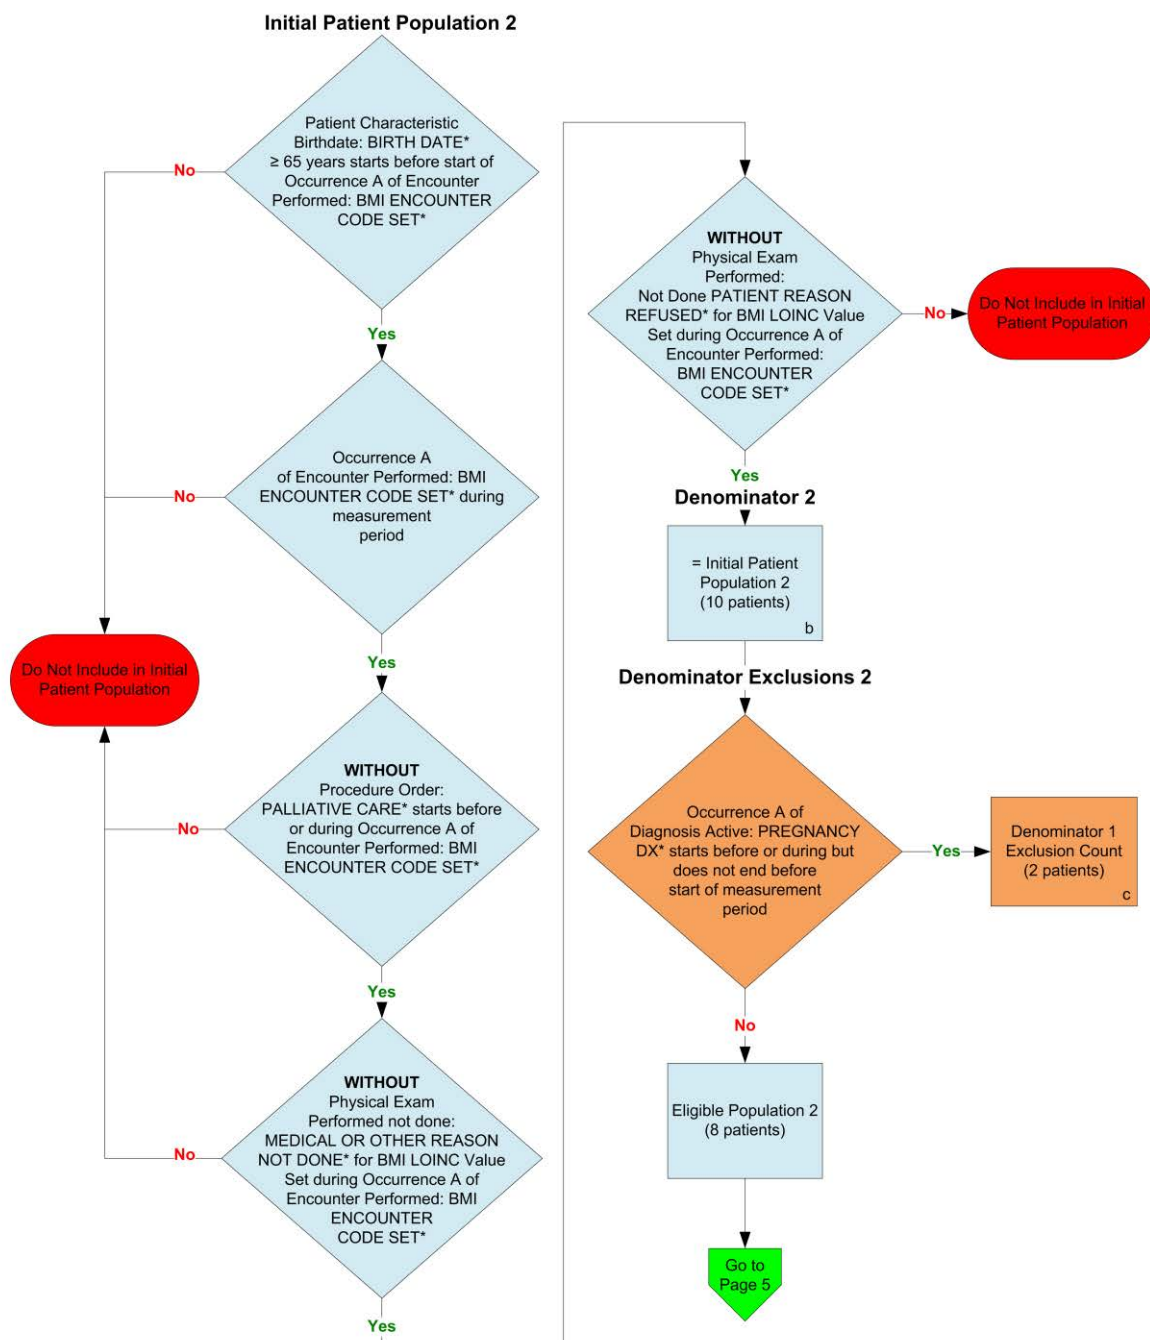 Initial Patient Population 2
Patient Characteristic
Birthdate: BIRTH DATE*
≥ 65 years starts before start of
Occurrence A of Encounter
Performed: BMI ENCOUNTER
CODE SET*
No
Yes
Occurrence A
of Encounter Performed: BMI
ENCOUNTER CODE SET* during
measurement
period
No
Yes
Do Not Include in Initial
Patient Population
WITHOUT
Procedure Order:
PALLIATIVE CARE* starts before
or during Occurrence A of
Encounter Performed: BMI
ENCOUNTER CODE SET*
No
Yes
WITHOUT
Physical Exam
Performed not done:
MEDICAL OR OTHER REASON
NOT DONE* for BMI LOINC Value
Set during Occurrence A of
Encounter Performed: BMI
ENCOUNTER
CODE SET*
No
Yes
WITHOUT
Physical Exam
Performed:
Not Done PATIENT REASON
REFUSED* for BMI LOINC Value
Set during Occurrence A of
Encounter Performed:
BMI ENCOUNTER
CODE SET*
No
Do Not Include in Initial
Patient Population
Yes
Denominator 2
= Initial Patient
Population 2
(10 patients)
b
Denominator Exclusions 2
Occurrence A of
Diagnosis Active: PREGNANCY
DX* starts before or during but
does not end before
start of measurement
period
Yes
Denominator 1
Exclusion Count
(2 patients)
c
No
Eligible Population 2
(8 patients)
Go to
Page 5